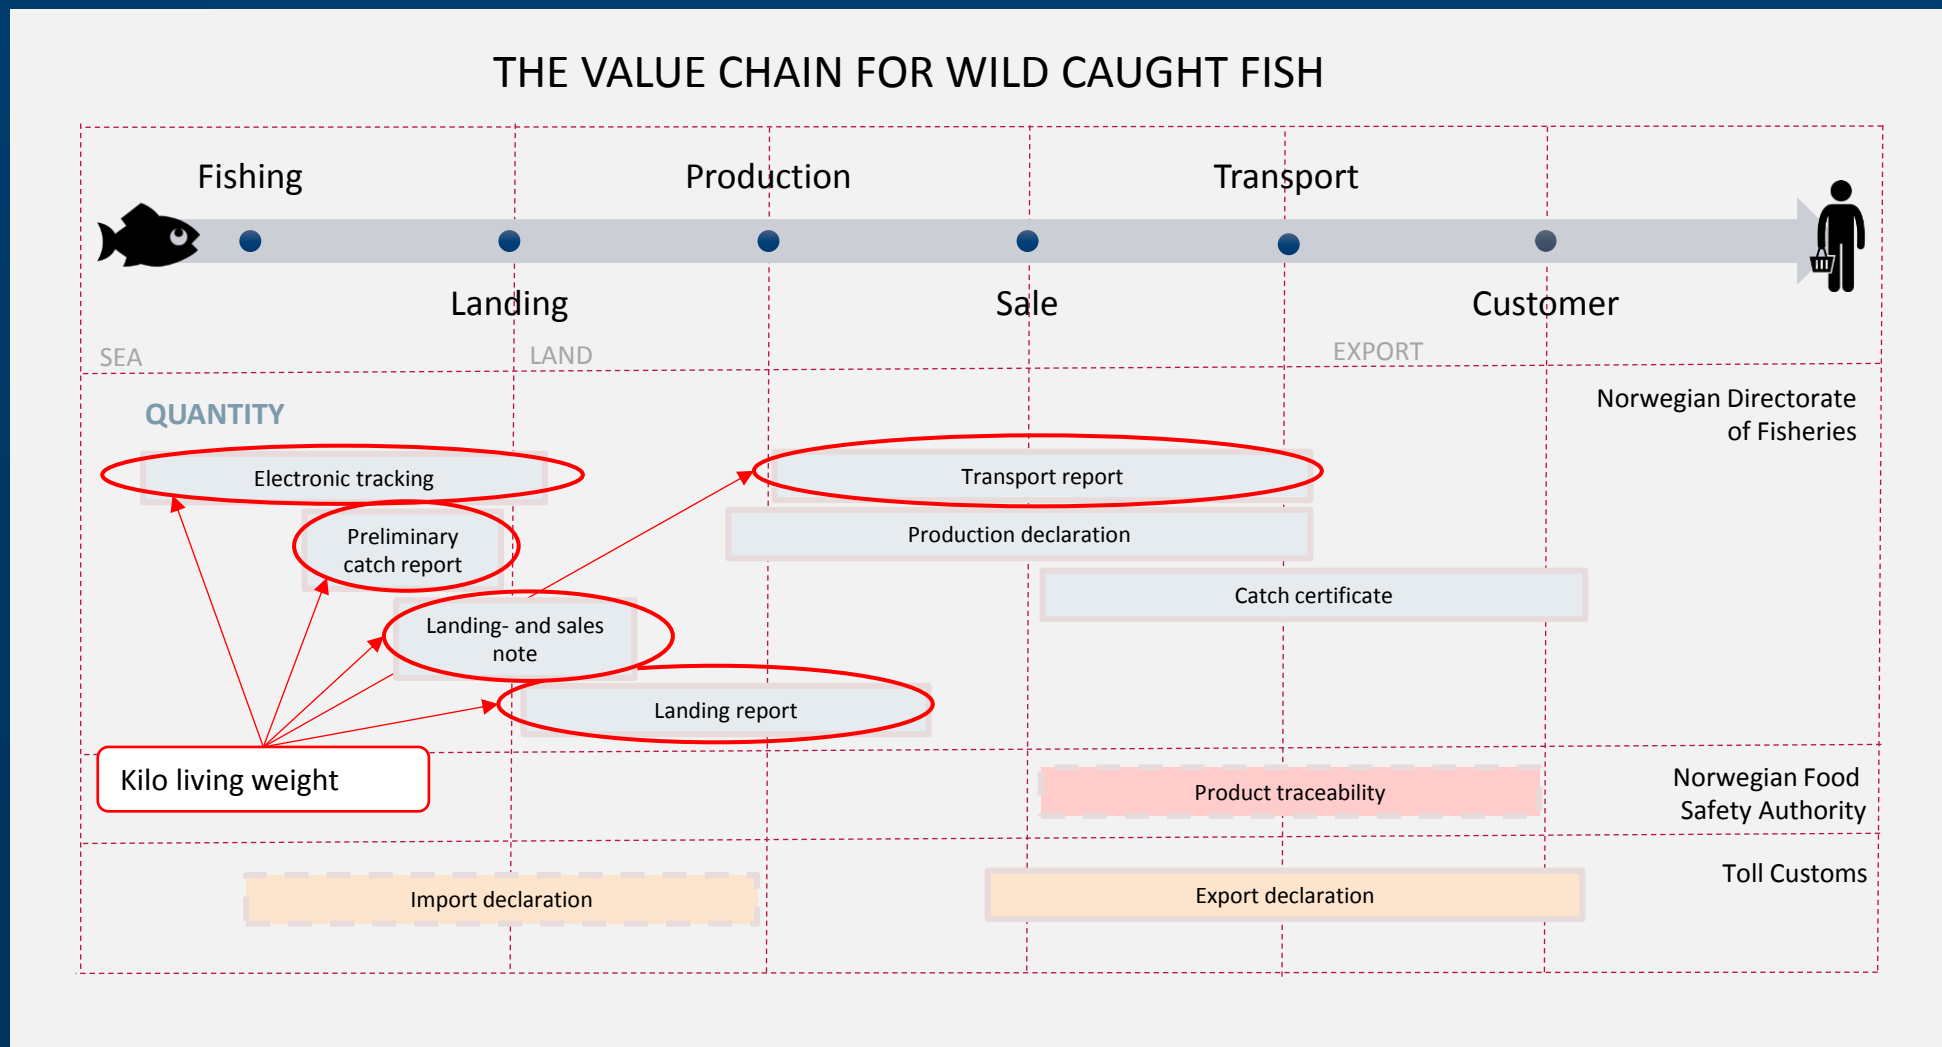 THE VALUE CHAIN FOR WILD CAUGHT FISH
Fishing
Production
Transport
Landing
Sale
Customer
SEA
LAND
EXPORT
QUANTITY
Norwegian Directorate
of Fisheries
Electronic tracking
Transport report
Preliminary
catch report
Production declaration
Catch certificate
Landing- and sales
note
Landing report
Kilo living weight
Product traceability
Norwegian Food
Safety Authority
Toll Customs
Import declaration
Export declaration